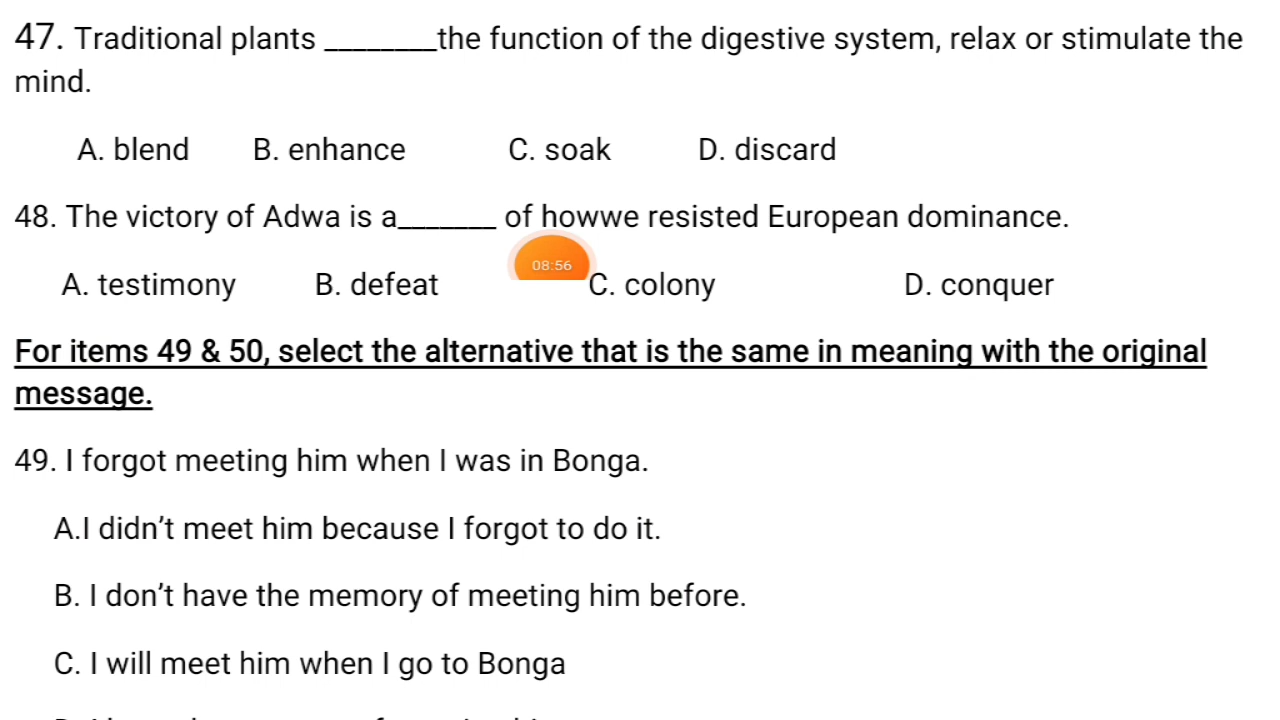 47. Traditional plants ________the function of the digestive system, relax or stimulate the
mind.
A. blend B. enhance C. soak D. discard
48. The victory of Adwa is a_______ of howwe resisted European dominance.
08:56
A. testimony B. defeat C. colony D. conquer
For items 49 & 50, select the alternative that is the same in meaning with the original
message.
49. I forgot meeting him when I was in Bonga.
A.I didn’t meet him because I forgot to do it.
B. I don’t have the memory of meeting him before.
C. I will meet him when I go to Bonga